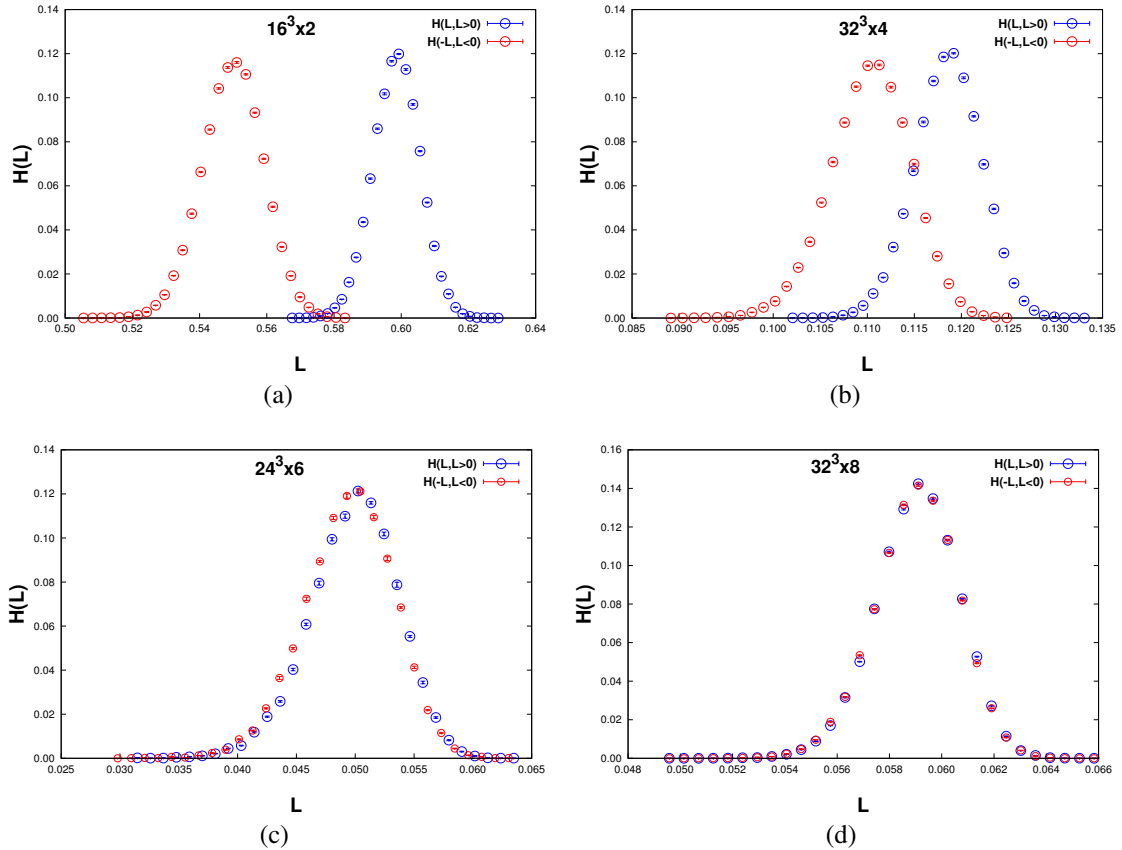 16³x2
H(L,L>0)
H(-L,L<0)
H(L)
0.14
0.12
0.10
0.08
0.06
0.04
0.02
0.00
0.50 0.52 0.54 0.56 0.58 0.60 0.62 0.64
L
(a)
32³x4
H(L,L>0)
H(-L,L<0)
H(L)
0.14
0.12
0.10
0.08
0.06
0.04
0.02
0.00
0.085 0.090 0.095 0.100 0.105 0.110 0.115 0.120 0.125 0.130 0.135
L
(b)
24³x6
H(L,L>0)
H(-L,L<0)
H(L)
0.14
0.12
0.10
0.08
0.06
0.04
0.02
0.00
0.025 0.030 0.035 0.040 0.045 0.050 0.055 0.060 0.065
L
(c)
32³x8
H(L,L>0)
H(-L,L<0)
H(L)
0.16
0.14
0.12
0.10
0.08
0.06
0.04
0.02
0.00
0.048 0.050 0.052 0.054 0.056 0.058 0.060 0.062 0.064 0.066
L
(d)